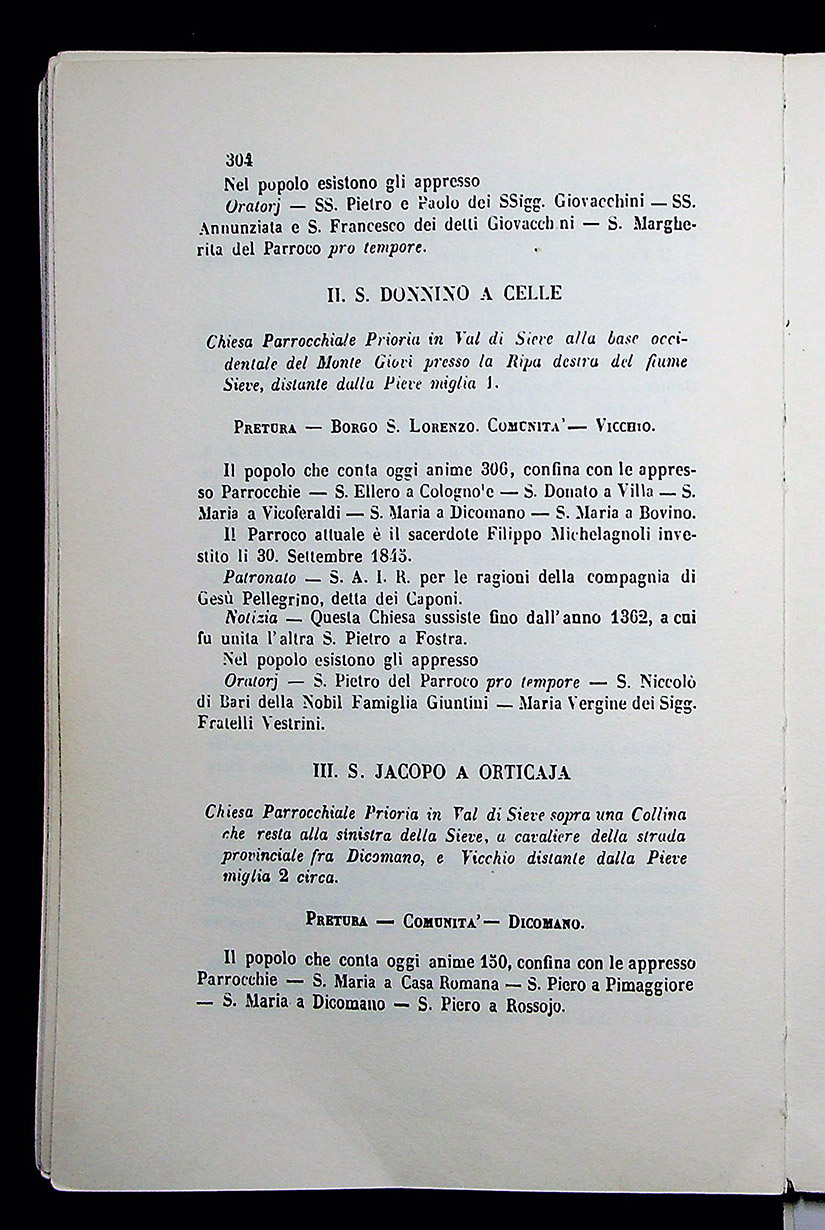 304
Nel popolo esistono gli appresso
Oratorj — SS. Pietro e Paolo dei SSigg. Giovacchini — SS.
Annunziata e S. Francesco dei detti Giovacch ni — S. Marghe-
rita del Parroco pro tempore.
II. S. DONNINO A CELLE
Chiesa Parrocchiale Prioria in Val di Sieve alla base occi-
dentale del Monte Giovi presso la Ripa destra del fiume
Sieve, distante dalla Pieve miglia 1.
PRETURA — BORGO S. LORENZO. COMUNITA'— VICCHIO.
Il popolo che conta oggi anime 306, confina con le appres-
so Parrocchie — S. Ellero a Cologno'e — S. Donato a Villa — S.
Maria a Vicoferaldi — S. Maria a Dicomano — S. Maria a Bovino.
Il Parroco attuale è il sacerdote Filippo Michelagnoli inve-
stito li 30. Settembre 1845.
Patronato — S. A. I. R. per le ragioni della compagnia di
Gesù Pellegrino, detta dei Caponi.
Notizia — Questa Chiesa sussiste fino dall'anno 1362, a cui
fu unita l'altra S. Pietro a Fostra.
Nel popolo esistono gli appresso
Oratorj — S. Pietro del Parroco pro tempore — S. Niccolò
di Bari della Nobil Famiglia Giuntini — Maria Vergine dei Sigg.
Fratelli Vestrini.
III. S. JACOPO A ORTICAJA
Chiesa Parrocchiale Prioria in Val di Sieve sopra una Collina
che resta alla sinistra della Sieve, a cavaliere della strada
provinciale fra Dicomano, e Vicchio distante dalla Pieve
miglia 2 circa.
PRETURA — COMUNITA'— DICOMANO.
Il popolo che conta oggi anime 150, confina con le appresso
Parrocchie — S. Maria a Casa Romana — S. Piero a Pimaggiore
— S. Maria a Dicomano — S. Piero a Rossojo.